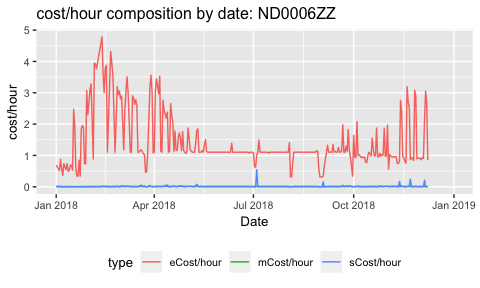 cost/hour composition by date: ND0006ZZ
5
4
3
2
1
0
cost/hour
Jan 2018 Apr 2018 Jul 2018 Oct 2018 Jan 2019
Date
type eCost/hour mCost/hour sCost/hour